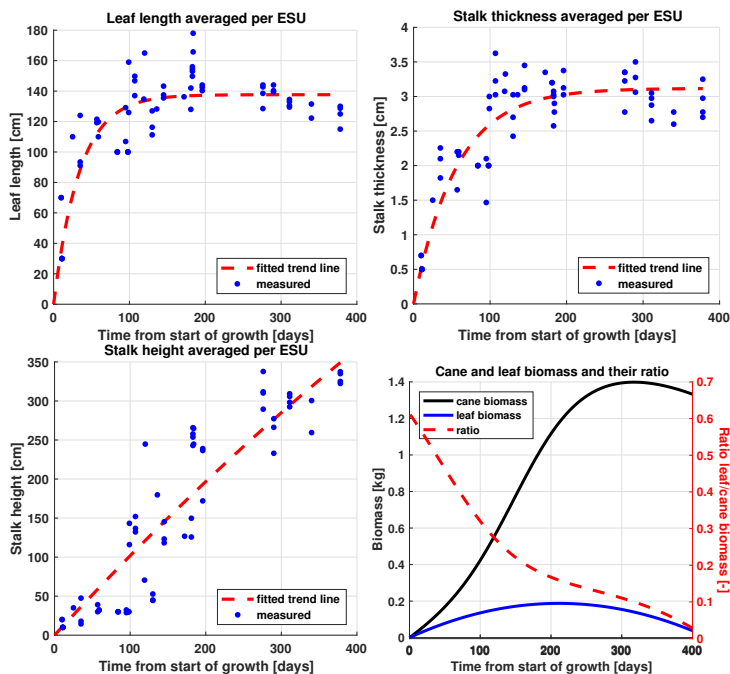 Leaf length averaged per ESU
180
160
140
120
100
80
60
40
20
0
Leaf length [cm]
fitted trend line
measured
0
100
200
300
400
Time from start of growth [days]
Stalk thickness averaged per ESU
4
3.5
3
2.5
2
1.5
1
0.5
0
Stalk thickness [cm]
fitted trend line
measured
0
100
200
300
400
Time from start of growth [days]
Stalk height averaged per ESU
350
300
250
200
150
100
50
0
Stalk height [cm]
fitted trend line
measured
0
100
200
300
400
Time from start of growth [days]
Cane and leaf biomass and their ratio
1.4
1.2
1
0.8
0.6
0.4
0.2
0
Biomass [kg]
cane biomass
leaf biomass
ratio
0.7
0.6
0.5
0.4
0.3
0.2
0.1
0
Ratio leaf/cane
biomass [-]
0
100
200
300
400
Time from start of growth [days]